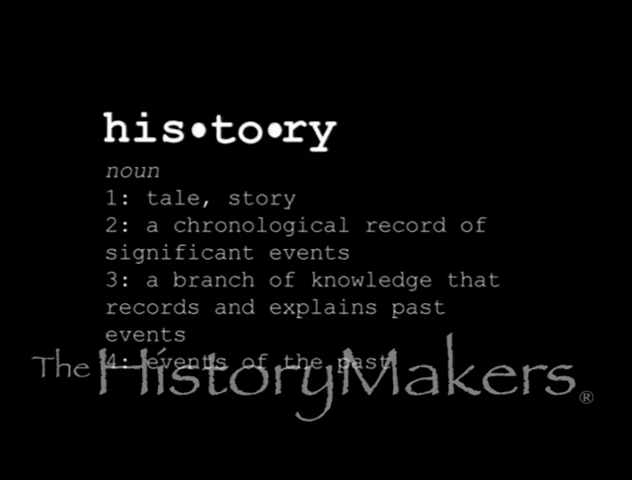 his•to•ry
noun
1: tale, story
2: a chronological record of
significant events
3: a branch of knowledge that
records and explains past
events
4: events of the past
The HistoryMakers®